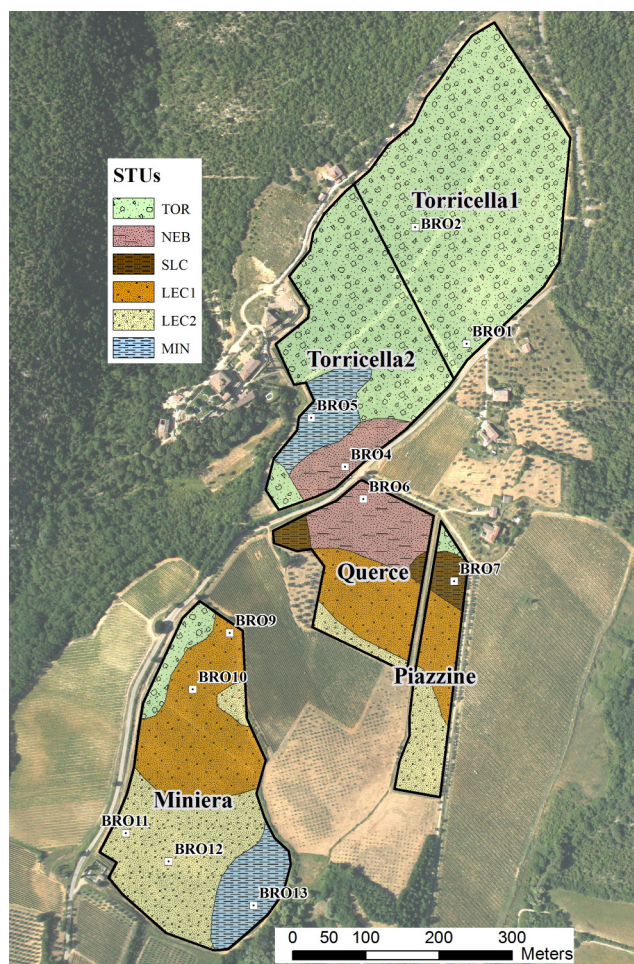 Torricella1
BRO2
STUs
TOR
NEB
SLC
LEC1
LEC2
MIN
BRO1
Torricella2
BRO5
BRO4
BRO6
Querce
BRO7
BRO9
Piazzine
BRO10
Miniera
BRO11
BRO12
BRO13
0 50 100 200 300
Meters